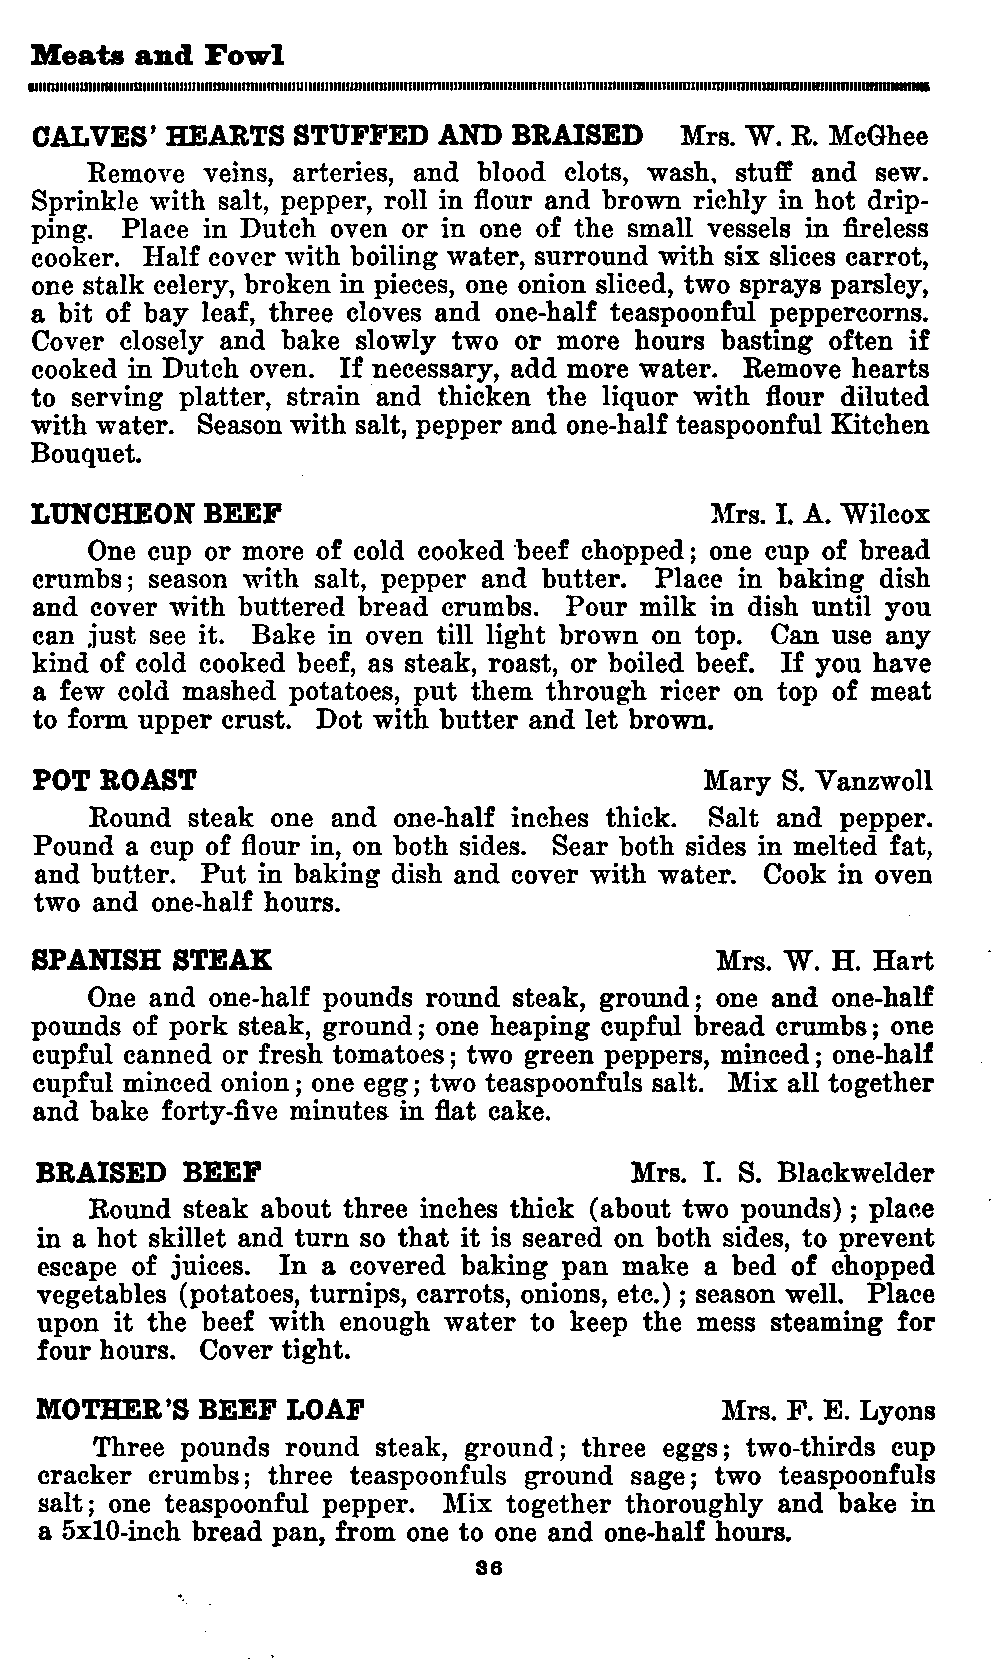 Meats and Fowl
CALVES' HEARTS STUFFED AND BRAISED Mrs. W. R. McGhee
Remove veins, arteries, and blood clots, wash, stuff and sew.
Sprinkle with salt, pepper, roll in flour and brown richly in hot drip-
ping. Place in Dutch oven or in one of the small vessels in fireless
cooker. Half cover with boiling water, surround with six slices carrot,
one stalk celery, broken in pieces, one onion sliced, two sprays parsley,
a bit of bay leaf, three cloves and one-half teaspoonful peppercorns.
Cover closely and bake slowly two or more hours basting often if
cooked in Dutch oven. If necessary, add more water. Remove hearts
to serving platter, strain and thicken the liquor with flour diluted
with water. Season with salt, pepper and one-half teaspoonful Kitchen
Bouquet.
LUNCHEON BEEF Mrs. I. A. Wilcox
One cup or more of cold cooked beef chopped; one cup of bread
crumbs; season with salt, pepper and butter. Place in baking dish
and cover with buttered bread crumbs. Pour milk in dish until you
can just see it. Bake in oven till light brown on top. Can use any
kind of cold cooked beef, as steak, roast, or boiled beef. If you have
a few cold mashed potatoes, put them through ricer on top of meat
to form upper crust. Dot with butter and let brown.
POT ROAST Mary S. Vanzwoll
Round steak one and one-half inches thick. Salt and pepper.
Pound a cup of flour in, on both sides. Sear both sides in melted fat,
and butter. Put in baking dish and cover with water. Cook in oven
two and one-half hours.
SPANISH STEAK Mrs. W. H. Hart
One and one-half pounds round steak, ground; one and one-half
pounds of pork steak, ground; one heaping cupful bread crumbs; one
cupful canned or fresh tomatoes; two green peppers, minced; one-half
cupful minced onion; one egg; two teaspoonfuls salt. Mix all together
and bake forty-five minutes in flat cake.
BRAISED BEEF Mrs. I. S. Blackwelder
Round steak about three inches thick (about two pounds); place
in a hot skillet and turn so that it is seared on both sides, to prevent
escape of juices. In a covered baking pan make a bed of chopped
vegetables (potatoes, turnips, carrots, onions, etc.); season well. Place
upon it the beef with enough water to keep the mess steaming for
four hours. Cover tight.
MOTHER'S BEEF LOAF Mrs. F. E. Lyons
Three pounds round steak, ground; three eggs; two-thirds cup
cracker crumbs; three teaspoonfuls ground sage; two teaspoonfuls
salt; one teaspoonful pepper. Mix together thoroughly and bake in
a 5x10-inch bread pan, from one to one and one-half hours.
36